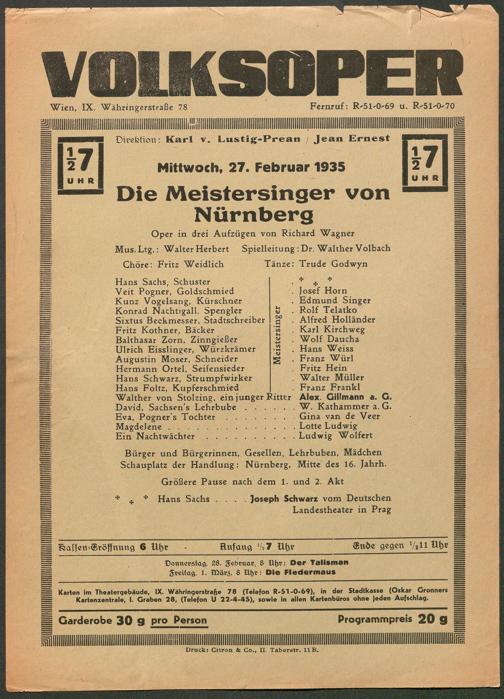 VOLKSOPER
Wien, IX. Währingerstraße 78 Fernruf: R-51-0-69 u. R-51-0-70
Direktion: Karl v. Lustig-Prean / Jean Ernest
½7 UHR
½7 UHR
Mittwoch, 27. Februar 1935
Die Meistersinger von
Nürnberg
Oper in drei Aufzügen von Richard Wagner
Mus. Ltg.: Walter Herbert Spielleitung: Dr. Walther Volbach
Chöre: Fritz Weidlich Tänze: Trude Godwyn
Meistersinger
Hans Sachs, Schuster . * * *
Veit Pogner, Goldschmied . Josef Horn
Kunz Vogelsang, Kürschner . Edmund Singer
Konrad Nachtigall, Spengler . Rolf Telatko
Sixtus Beckmesser, Stadtschreiber . Alfred Holländer
Fritz Kothner, Bäcker . Karl Kirchweg
Balthasar Zorn, Zinngießer . Wolf Daucha
Ulrich Eisslinger, Würzkrämer . Hans Weiss
Augustin Moser, Schneider . Franz Würl
Hermann Ortel, Seifensieder . Fritz Hein
Hans Schwarz, Strumpfwirker . Walter Müller
Hans Foltz, Kupferschmied . Franz Frankl
Walther von Stolzing, ein junger Ritter Alex. Gillmann a. G.
David, Sachsen's Lehrbube . . . . . . . W. Kathammer a. G.
Eva, Pogner's Tochter . . . . . . . . . Gina van de Veer
Magdelene . . . . . . . . . . . . . . Lotte Ludwig
Ein Nachtwächter . . . . . . . . . . Ludwig Wolfert
Bürger und Bürgerinnen, Gesellen, Lehrbuben, Mädchen
Schauplatz der Handlung: Nürnberg, Mitte des 16. Jahrh.
Größere Pause nach dem 1. und 2. Akt
* * * Hans Sachs . . . . Joseph Schwarz vom Deutschen
Landestheater in Prag
Kassen-Eröffnung 6 Uhr - Anfang ½7 Uhr Ende gegen ½11 Uhr
Donnerstag, 28. Februar, 8 Uhr: Der Talisman
Freitag, 1. März, 8 Uhr: Die Fledermaus
Karten im Theatergebäude, IX. Währingerstraße 78 (Telefon R-51-0-69), in der Stadtkasse (Oskar Gronners
Kartenzentrale, I. Graben 28, (Telefon U 22-4-45), sowie in allen Kartenbüros ohne jeden Aufschlag.
Garderobe 30 g pro Person Programmpreis 20 g
Druck: Citron & Co., II. Taborstr. 11 B.